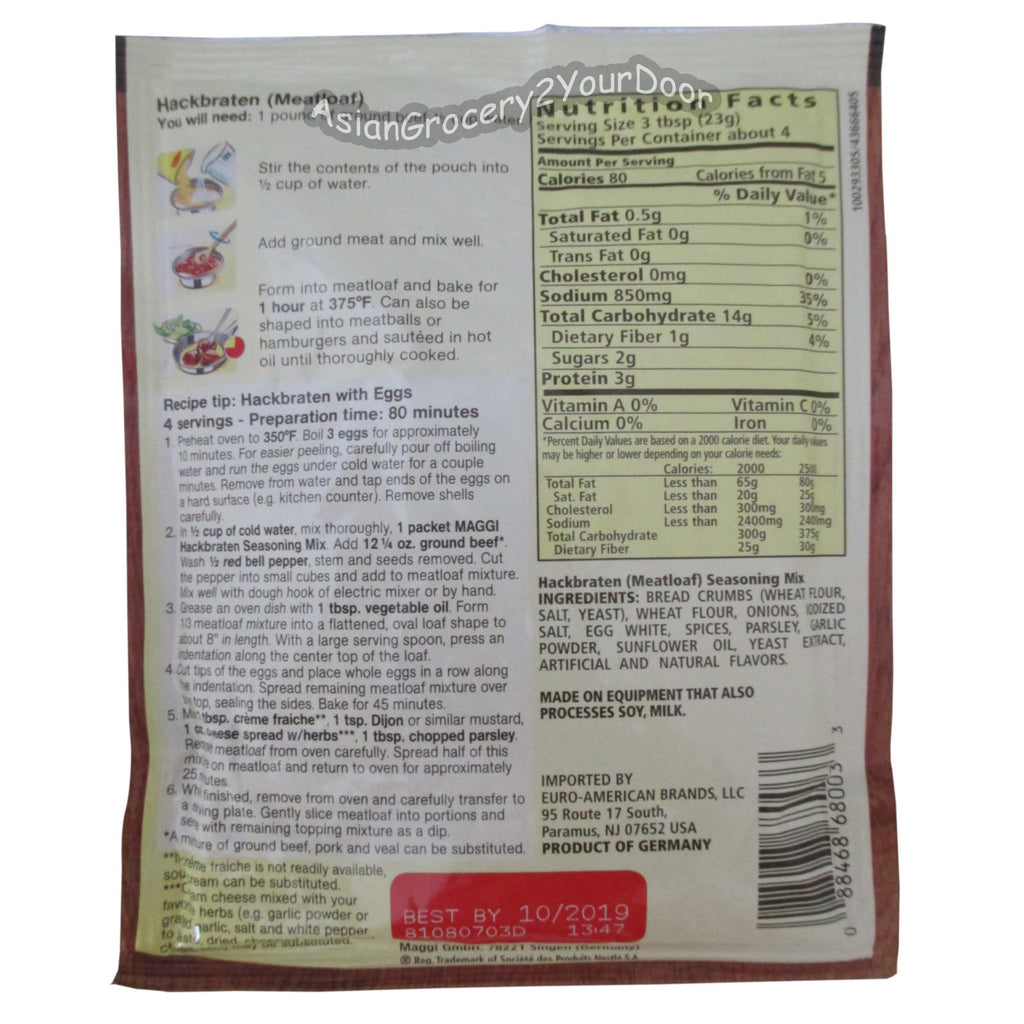 AsianGrocery2YourDoor
Hackbraten (Meatloaf)
You will need: 1 pound
Stir the contents of the pouch into
½ cup of water.
Add ground meat and mix well.
Form into meatloaf and bake for
1 hour at 375°F. Can also be
shaped into meatballs or
hamburgers and sautéed in hot
oil until thoroughly cooked.
Recipe tip: Hackbraten with Eggs
4 servings - Preparation time: 80 minutes
1. Preheat oven to 350°F. Boil 3 eggs for approximately
10 minutes. For easier peeling, carefully pour off boiling
water and run the eggs under cold water for a couple
minutes. Remove from water and tap ends of the eggs on
a hard surface (e.g. kitchen counter). Remove shells
carefully.
2. In ½ cup of cold water, mix thoroughly, 1 packet MAGGI
Hackbraten Seasoning Mix. Add 12 ¼ oz. ground beef*.
Wash ½ red bell pepper, stem and seeds removed. Cut
the pepper into small cubes and add to meatloaf mixture.
Mix well with dough hook of electric mixer or by hand.
3. Grease an oven dish with 1 tbsp. vegetable oil. Form
1/3 meatloaf mixture into a flattened, oval loaf shape to
about 8" in length. With a large serving spoon, press an
indentation along the center top of the loaf.
4. Cut tips of the eggs and place whole eggs in a row along
indentation. Spread remaining meatloaf mixture over
top, sealing the sides. Bake for 45 minutes.
5. tbsp. crème fraiche**, 1 tsp. Dijon or similar mustard,
1 oz. spread w/herbs***, 1 tbsp. chopped parsley.
meatloaf from oven carefully. Spread half of this
on meatloaf and return to oven for approximately
25
6. finished, remove from oven and carefully transfer to
a plate. Gently slice meatloaf into portions and
with remaining topping mixture as a dip.
*A of ground beef, pork and veal can be substituted.
fraiche is not readily available,
can be substituted.
cheese mixed with your
herbs (e.g. garlic powder or
garlic, salt and white pepper
Nutrition Facts
Serving Size 3 tbsp (23g)
Servings Per Container about 4
Amount Per Serving
Calories 80 Calories from Fat 5
% Daily Value*
Total Fat 0.5g 1%
Saturated Fat 0g 0%
Trans Fat 0g
Cholesterol 0mg 0%
Sodium 850mg 35%
Total Carbohydrate 14g 5%
Dietary Fiber 1g 4%
Sugars 2g
Protein 3g
Vitamin A 0% Vitamin C 0%
Calcium 0% Iron 0%
*Percent Daily Values are based on a 2000 calorie diet. Your daily values
may be higher or lower depending on your calorie needs:
Calories: 2000 2500
Total Fat Less than 65g 80g
Sat. Fat Less than 20g 25g
Cholesterol Less than 300mg 300mg
Sodium Less than 2400mg 2400mg
Total Carbohydrate 300g 375g
Dietary Fiber 25g 30g
100293305/43666405
Hackbraten (Meatloaf) Seasoning Mix
INGREDIENTS: BREAD CRUMBS (WHEAT FLOUR,
SALT, YEAST), WHEAT FLOUR, ONIONS, IODIZED
SALT, EGG WHITE, SPICES, PARSLEY, GARLIC
POWDER, SUNFLOWER OIL, YEAST EXTRACT,
ARTIFICIAL AND NATURAL FLAVORS.
MADE ON EQUIPMENT THAT ALSO
PROCESSES SOY, MILK.
IMPORTED BY
EURO-AMERICAN BRANDS, LLC
95 Route 17 South,
Paramus, NJ 07652 USA
PRODUCT OF GERMANY
0 88468 68003 3
BEST BY 10/2019
81080703D 13:47
Maggi GmbH, 78221 Singen (Germany)
® Reg. Trademark of Société des Produits Nestlé S.A.